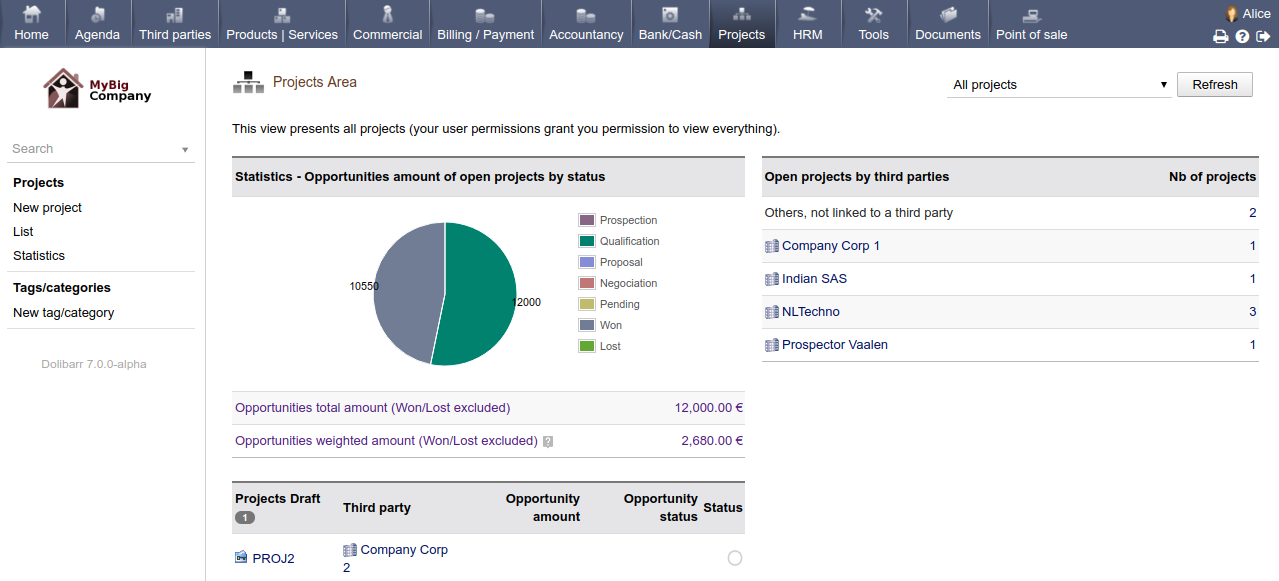 Home Agenda Third parties Products | Services Commercial Billing / Payment Accountancy Bank/Cash Projects HRM Tools Documents Point of sale Alice
MyBig
Company
Search
Projects
New project
List
Statistics
Tags/categories
New tag/category
Dolibarr 7.0.0-alpha
Projects Area
All projects Refresh
This view presents all projects (your user permissions grant you permission to view everything).
Statistics - Opportunities amount of open projects by status
10550
12000
Prospection
Qualification
Proposal
Negociation
Pending
Won
Lost
Opportunities total amount (Won/Lost excluded) 12,000.00 €
Opportunities weighted amount (Won/Lost excluded) ? 2,680.00 €
Projects Draft
1
Third party
Opportunity
amount
Opportunity
status
Status
PROJ2
Company Corp
2
Open projects by third parties Nb of projects
Others, not linked to a third party 2
Company Corp 1 1
Indian SAS 1
NLTechno 3
Prospector Vaalen 1